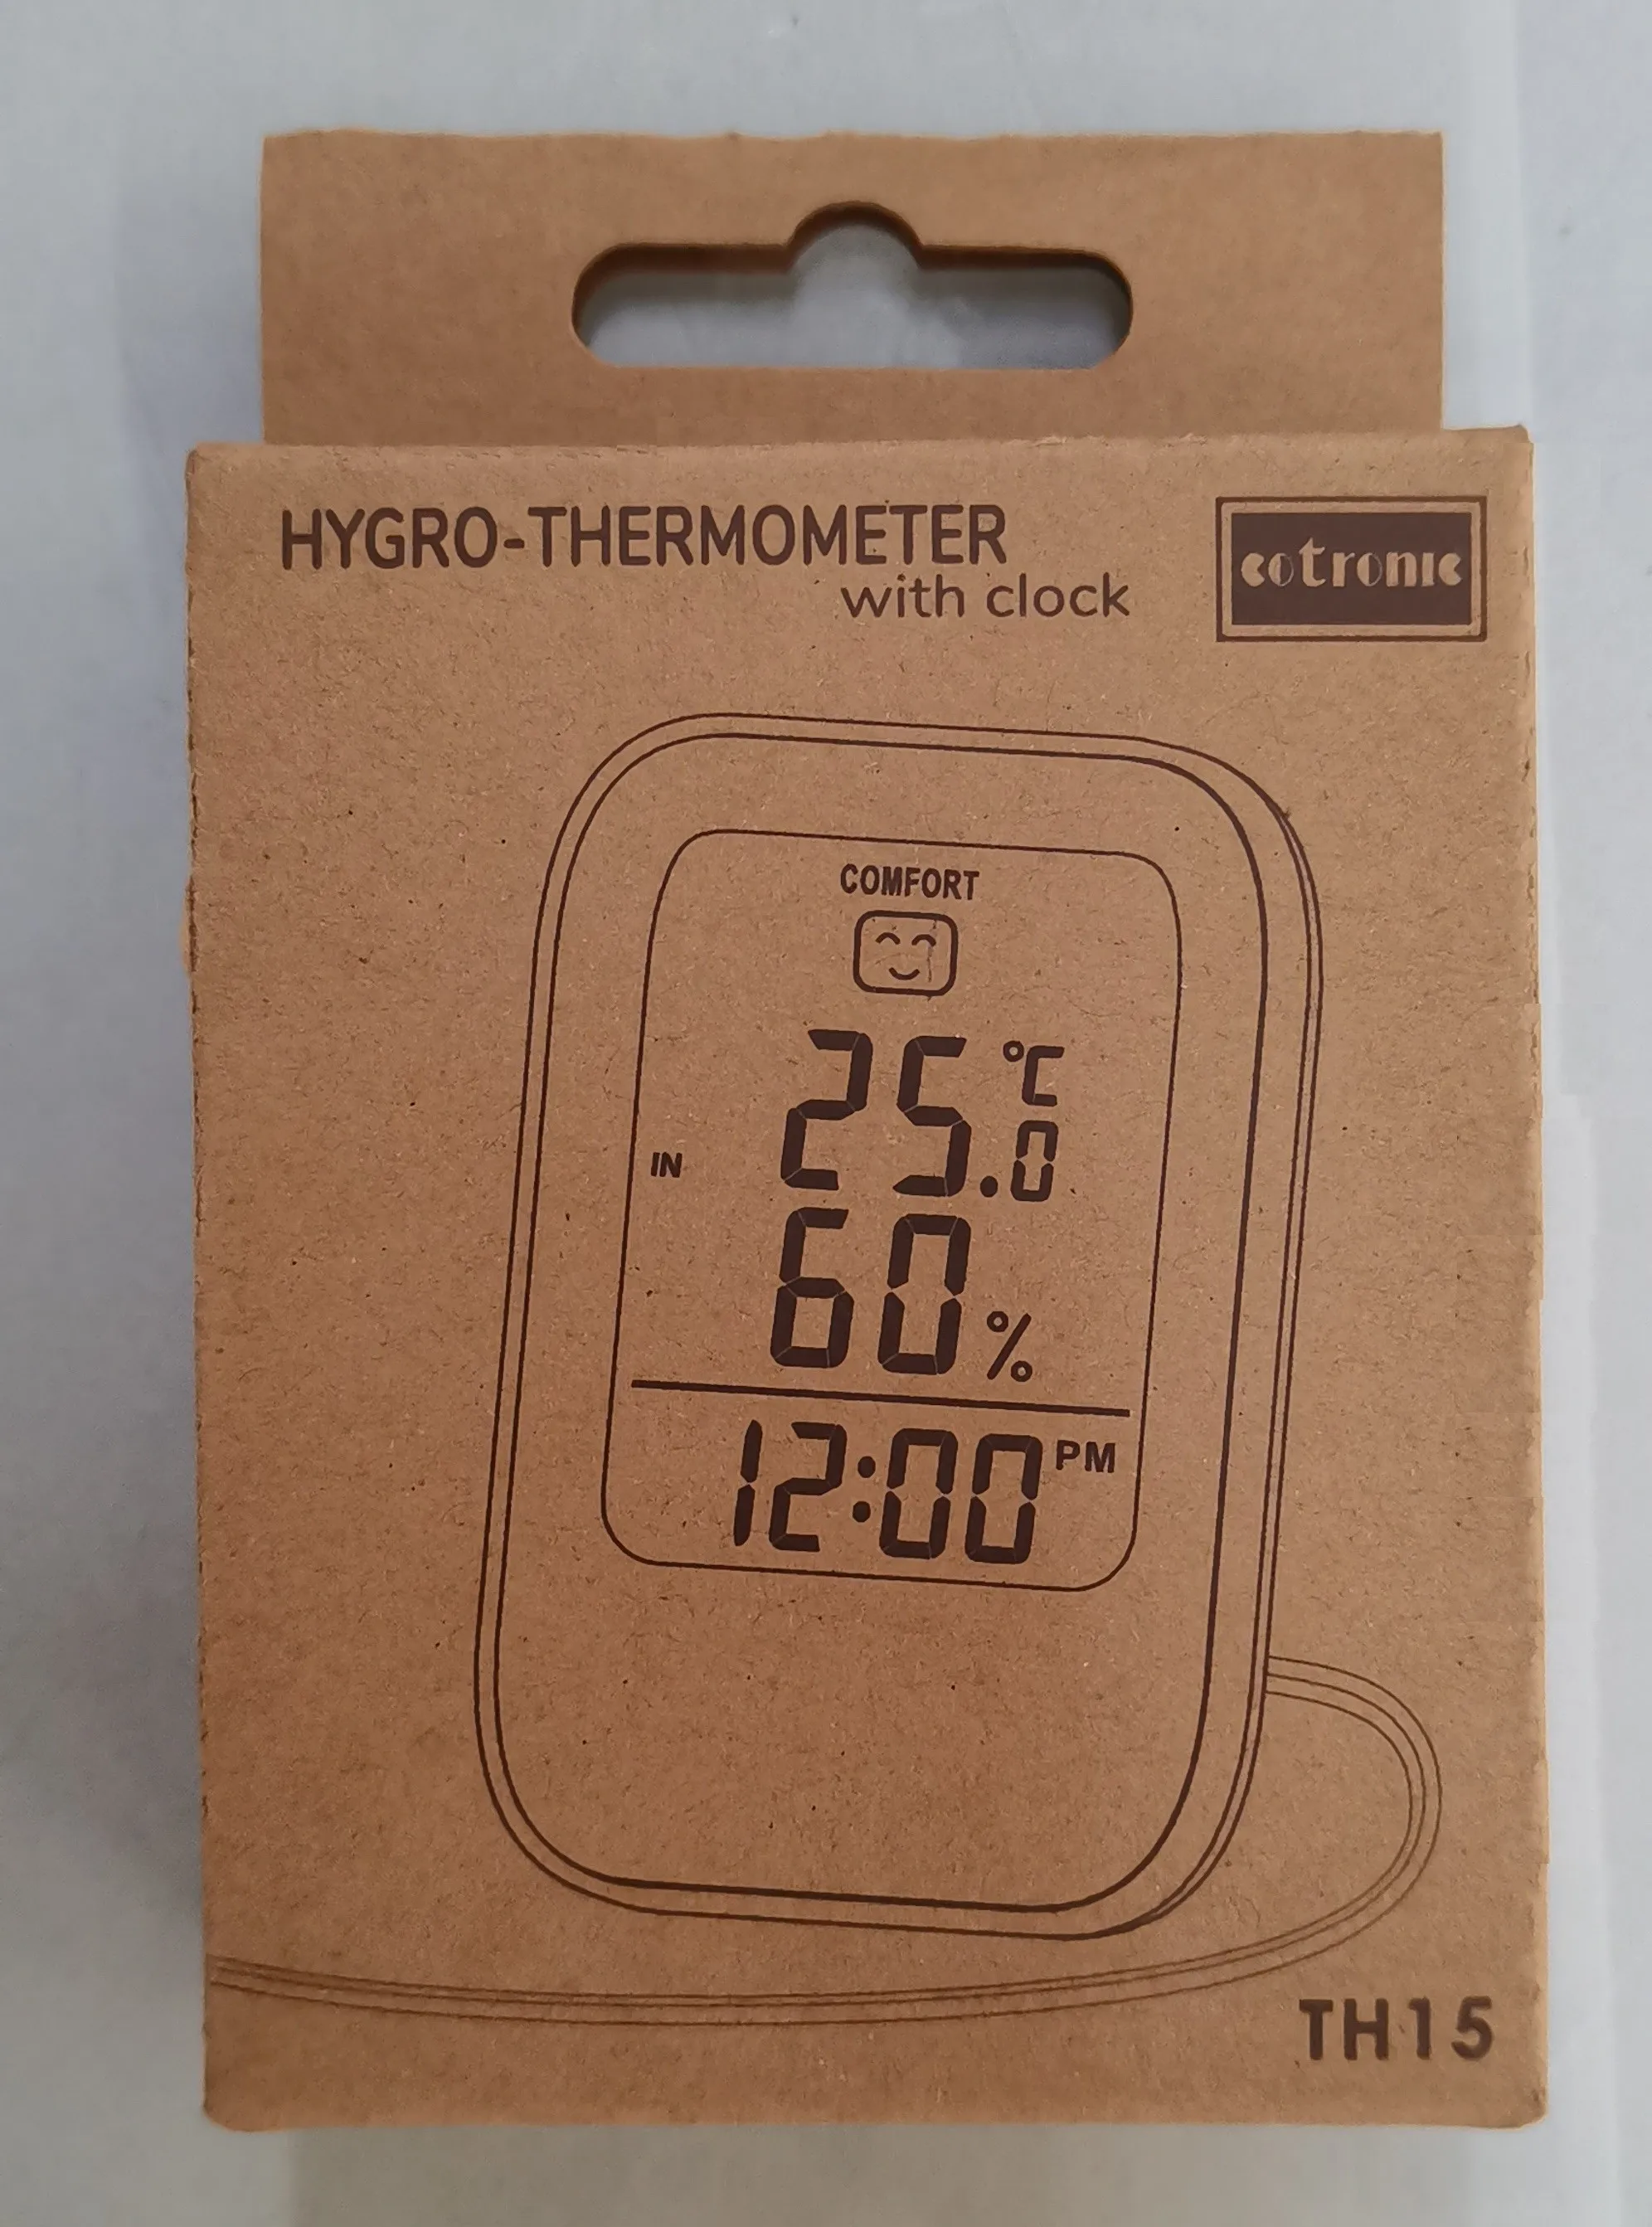 HYGRO-THERMOMETER
with clock
cotronic
COMFORT
25.0 °C
IN
60%
12:00 PM
TH15